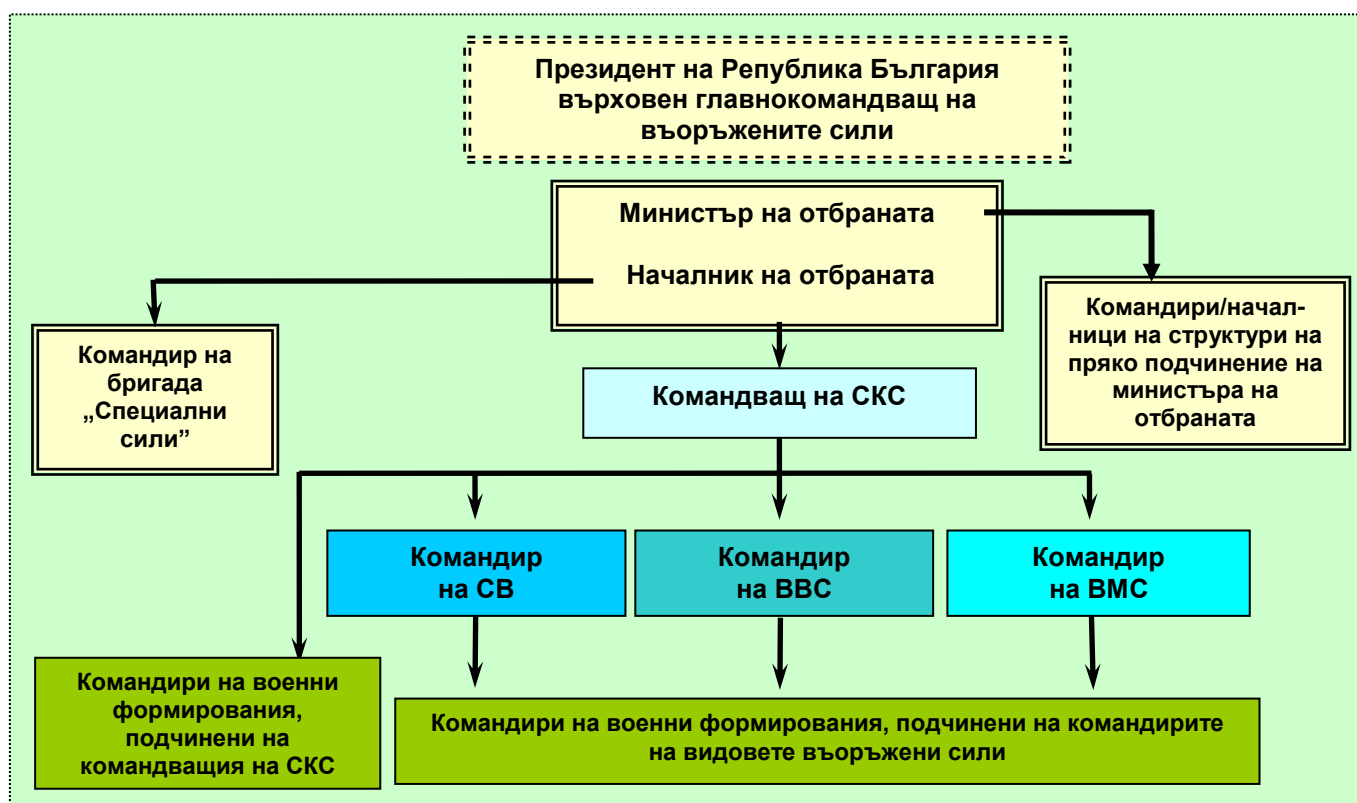 Президент на Република България
върховен главнокомандващ на
въоръжените сили
Министър на отбраната
Началник на отбраната
Командири/начал-
ници на структури на
пряко подчинение на
министъра на
отбраната
Командир на
бригада
„Специални
сили”
Командващ на СКС
Командир
на СВ
Командир
на ВВС
Командир
на ВМС
Командири на военни
формирования,
подчинени на
командващия на СКС
Командири на военни формирования, подчинени на командирите
на видовете въоръжени сили